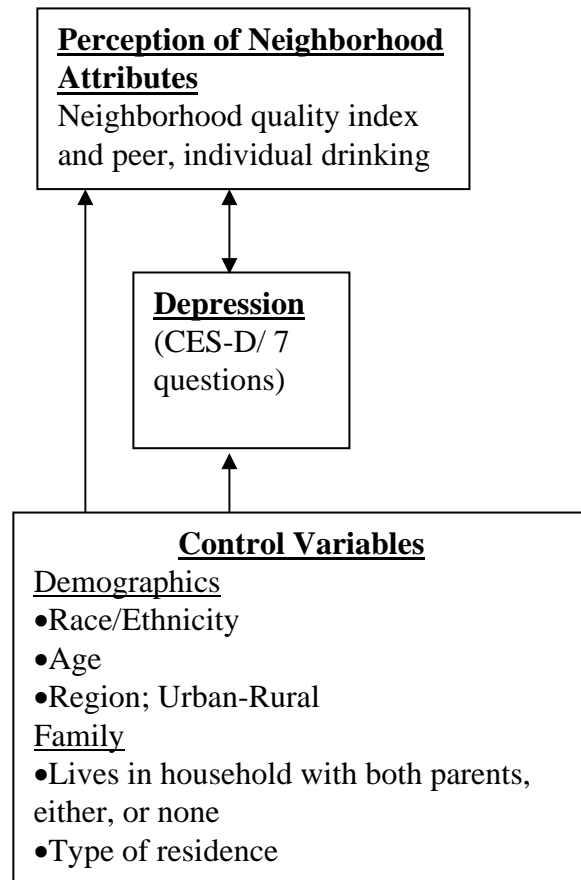 Perception of Neighborhood
Attributes
Neighborhood quality index
and peer, individual drinking
Depression
(CES-D/ 7
questions)
Control Variables
Demographics
•Race/Ethnicity
•Age
•Region; Urban-Rural
Family
•Lives in household with both parents,
either, or none
•Type of residence